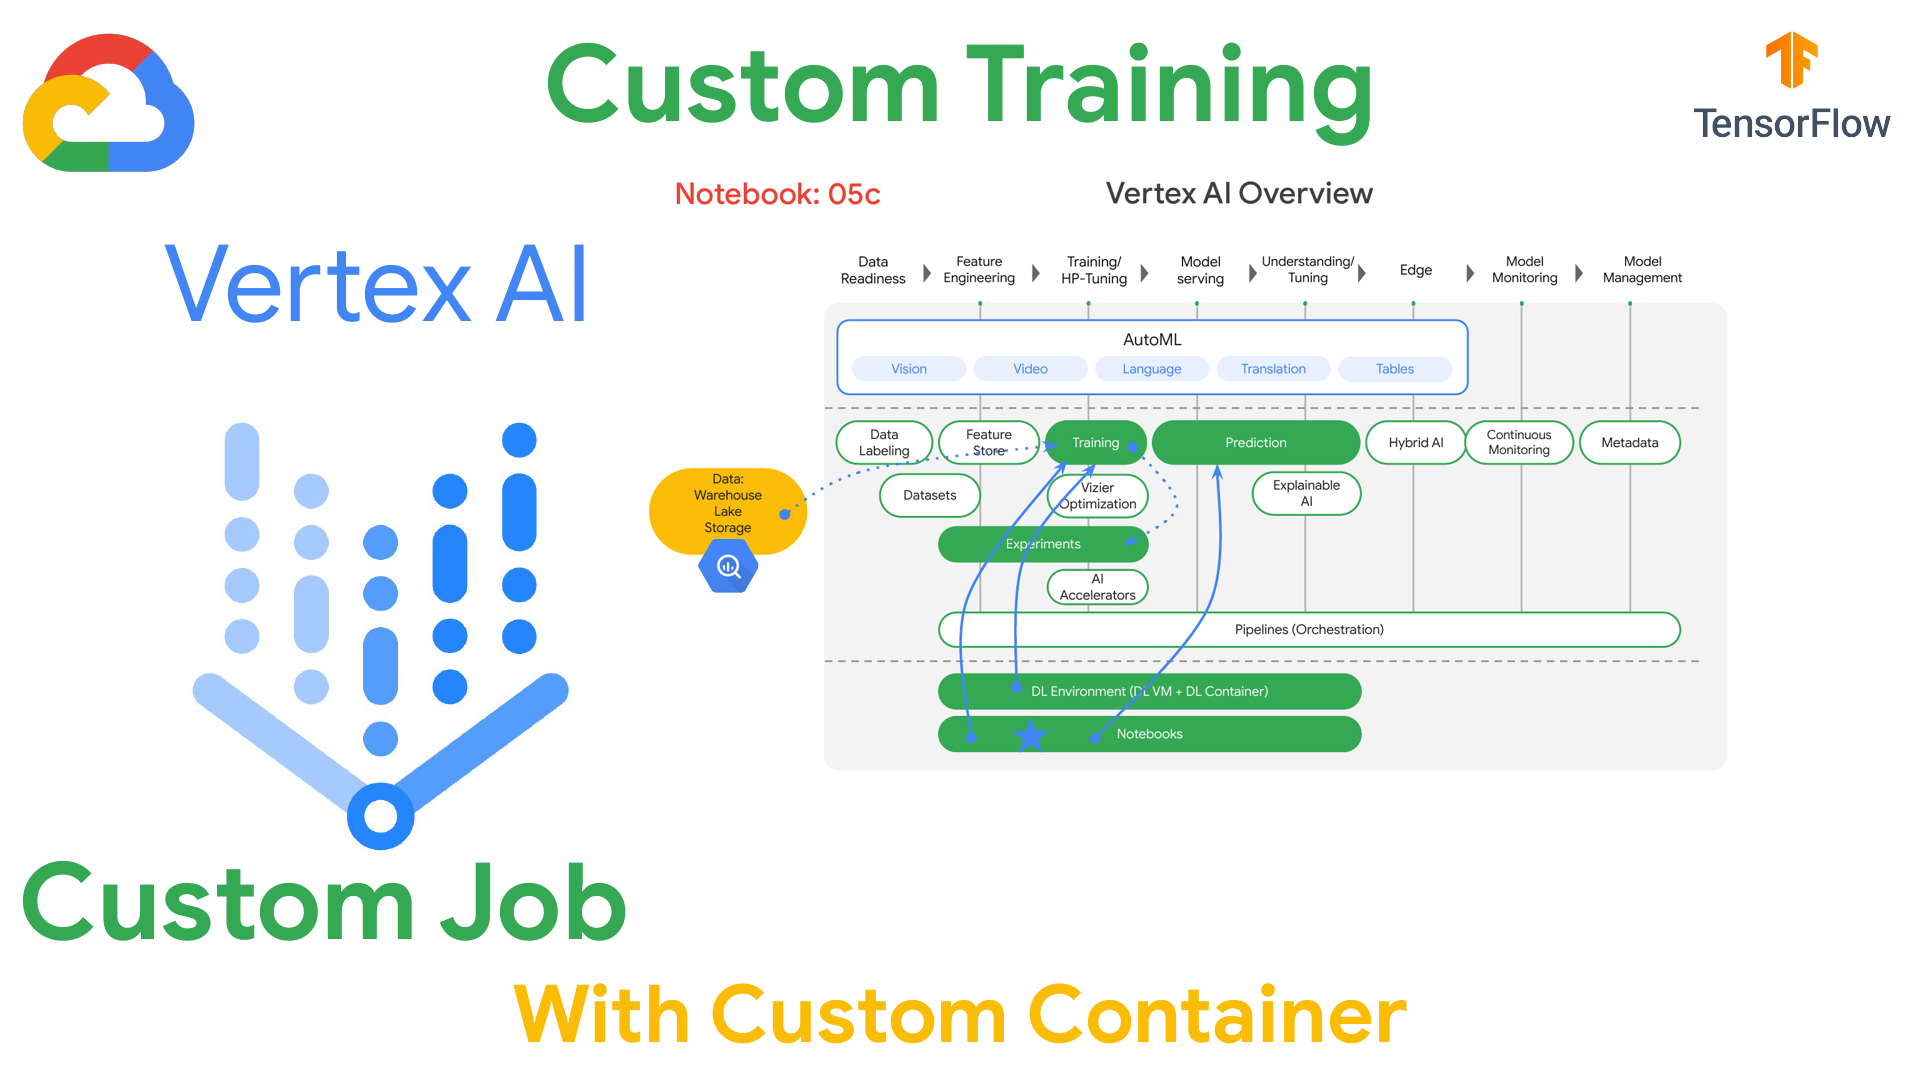 Custom Training
TensorFlow
Notebook: 05c
Vertex AI Overview
Vertex AI
Data
Readiness
Feature
Engineering
Training/
HP-Tuning
Model
serving
Understanding/
Tuning
Edge
Model
Monitoring
Model
Management
AutoML
Vision
Video
Language
Translation
Tables
Data
Labeling
Feature
Store
Training
Prediction
Hybrid AI
Continuous
Monitoring
Metadata
Data:
Warehouse
Lake
Storage
Datasets
Vizier
Optimization
Explainable
AI
Experiments
AI
Accelerators
Pipelines (Orchestration)
DL Environment (DL VM + DL Container)
Notebooks
Custom Job
With Custom Container